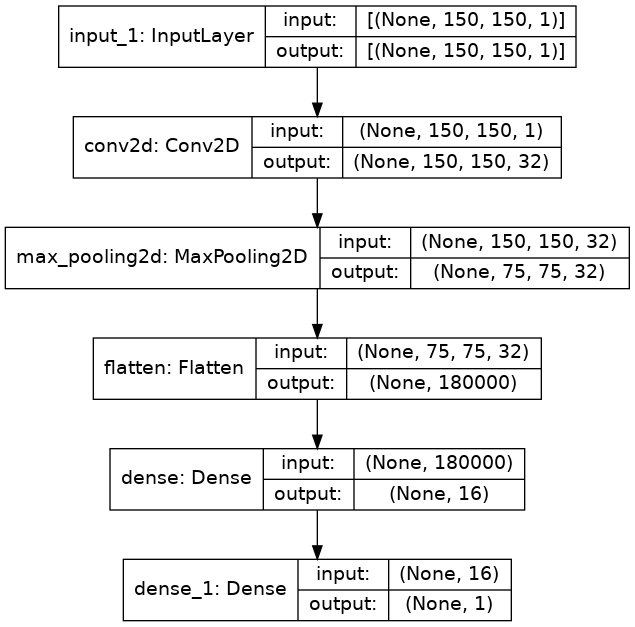 input_1: InputLayer
input: [(None, 150, 150, 1)]
output: [(None, 150, 150, 1)]
conv2d: Conv2D
input: (None, 150, 150, 1)
output: (None, 150, 150, 32)
max_pooling2d: MaxPooling2D
input: (None, 150, 150, 32)
output: (None, 75, 75, 32)
flatten: Flatten
input: (None, 75, 75, 32)
output: (None, 180000)
dense: Dense
input: (None, 180000)
output: (None, 16)
dense_1: Dense
input: (None, 16)
output: (None, 1)